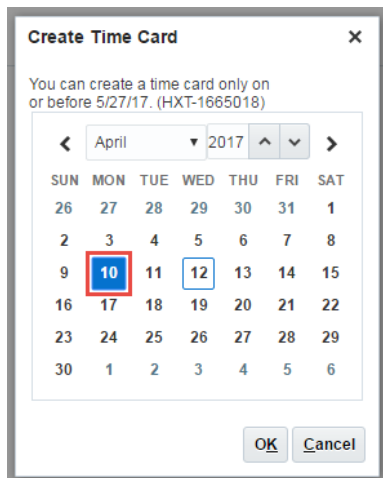 Create Time Card ×
You can create a time card only on
or before 5/27/17. (HXT-1665018)
April 2017
SUN MON TUE WED THU FRI SAT
26 27 28 29 30 31 1
2 3 4 5 6 7 8
9 10 11 12 13 14 15
16 17 18 19 20 21 22
23 24 25 26 27 28 29
30 1 2 3 4 5 6
OK Cancel